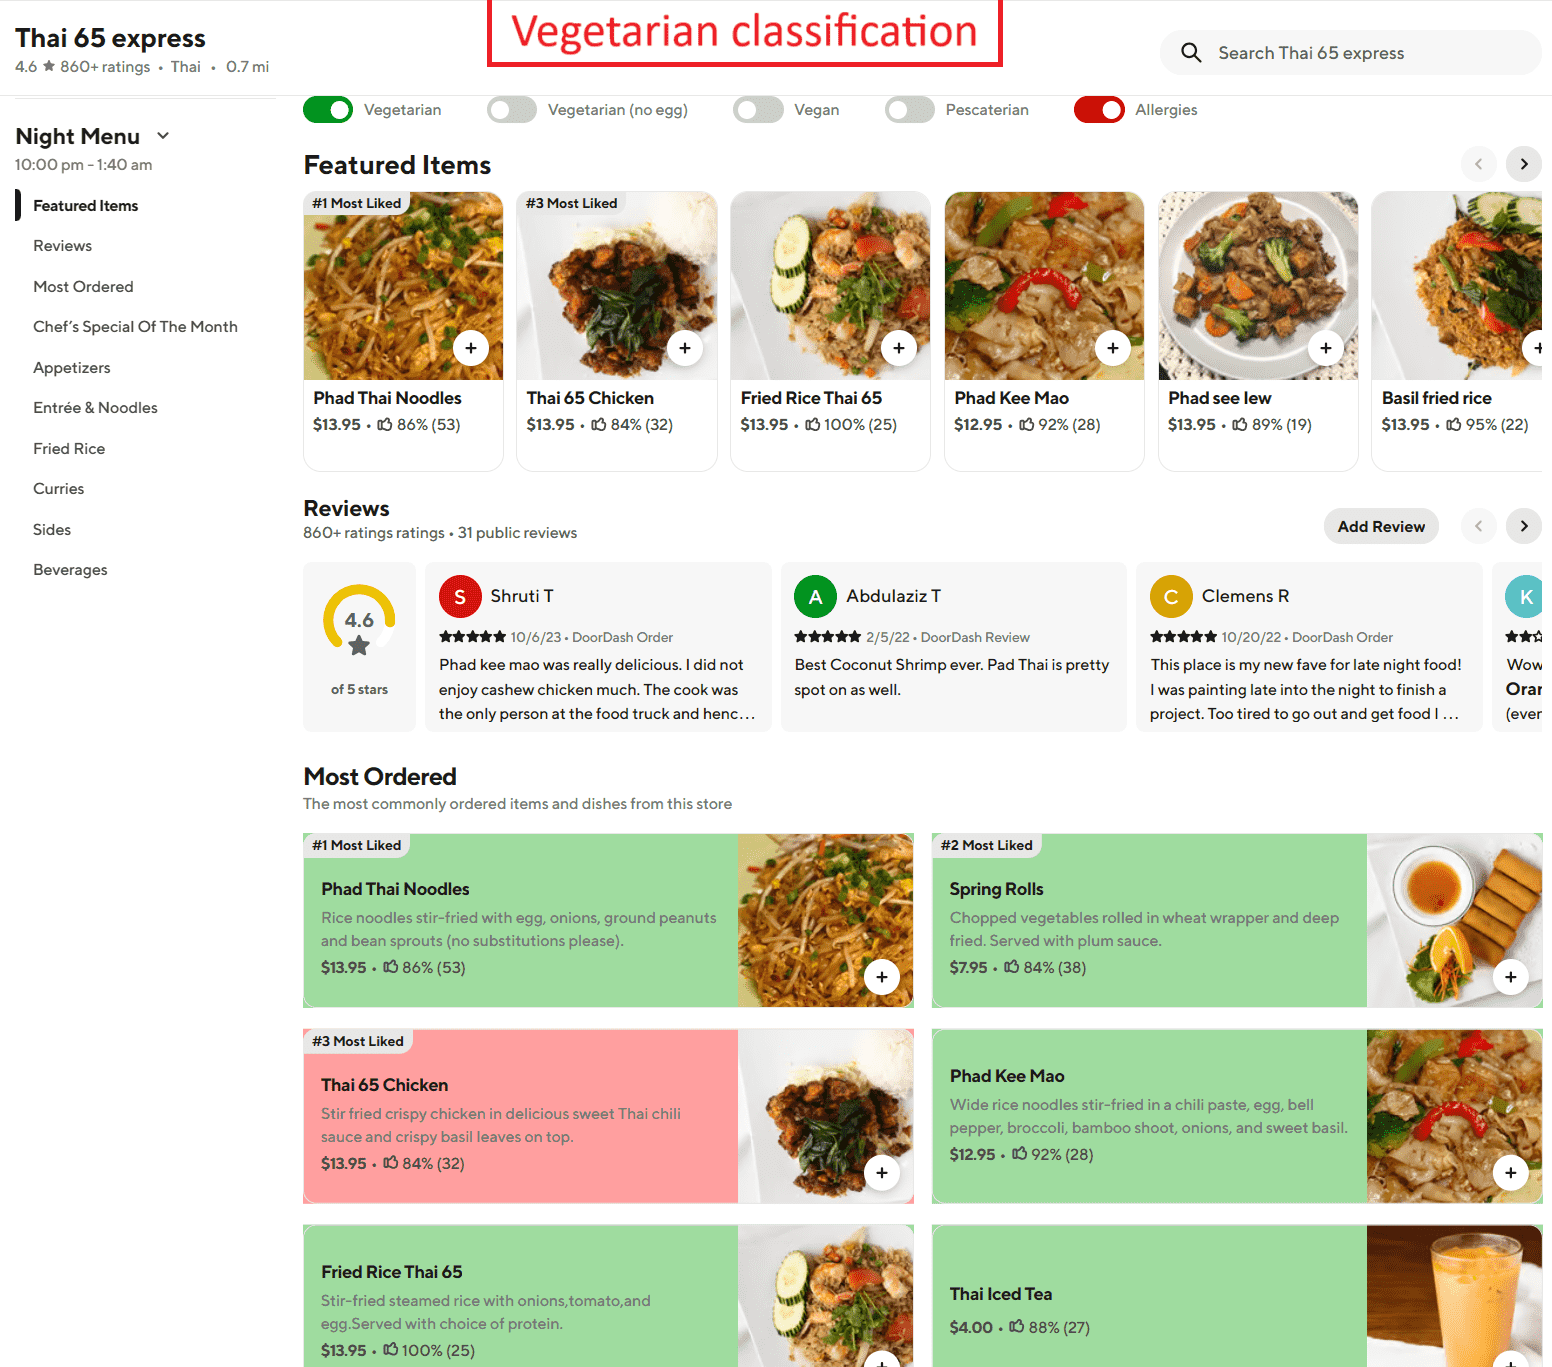 Vegetarian classification
Thai 65 express
4.6 ★ 860+ ratings • Thai • 0.7 mi
Search Thai 65 express
Vegetarian
Vegetarian (no egg)
Vegan
Pescaterian
Allergies
Night Menu
10:00 pm - 1:40 am
Featured Items
Reviews
Most Ordered
Chef's Special Of The Month
Appetizers
Entrée & Noodles
Fried Rice
Curries
Sides
Beverages
Featured Items
#1 Most Liked
Phad Thai Noodles
$13.95 • 86% (53)
#3 Most Liked
Thai 65 Chicken
$13.95 • 84% (32)
Fried Rice Thai 65
$13.95 • 100% (25)
Phad Kee Mao
$12.95 • 92% (28)
Phad see Iew
$13.95 • 89% (19)
Basil fried rice
$13.95 • 95% (22)
Reviews
860+ ratings ratings • 31 public reviews
Add Review
4.6
of 5 stars
S
Shruti T
★★★★★ 10/6/23 • DoorDash Order
Phad kee mao was really delicious. I did not
enjoy cashew chicken much. The cook was
the only person at the food truck and henc...
A
Abdulaziz T
★★★★★ 2/5/22 • DoorDash Review
Best Coconut Shrimp ever. Pad Thai is pretty
spot on as well.
C
Clemens R
★★★★★ 10/20/22 • DoorDash Order
This place is my new fave for late night food!
I was painting late into the night to finish a
project. Too tired to go out and get food I ...
K
Wow
Oran
(ever
Most Ordered
The most commonly ordered items and dishes from this store
#1 Most Liked
Phad Thai Noodles
Rice noodles stir-fried with egg, onions, ground peanuts
and bean sprouts (no substitutions please).
$13.95 • 86% (53)
#2 Most Liked
Spring Rolls
Chopped vegetables rolled in wheat wrapper and deep
fried. Served with plum sauce.
$7.95 • 84% (38)
#3 Most Liked
Thai 65 Chicken
Stir fried crispy chicken in delicious sweet Thai chili
sauce and crispy basil leaves on top.
$13.95 • 84% (32)
Phad Kee Mao
Wide rice noodles stir-fried in a chili paste, egg, bell
pepper, broccoli, bamboo shoot, onions, and sweet basil.
$12.95 • 92% (28)
Fried Rice Thai 65
Stir-fried steamed rice with onions,tomato,and
egg.Served with choice of protein.
$13.95 • 100% (25)
Thai Iced Tea
$4.00 • 88% (27)